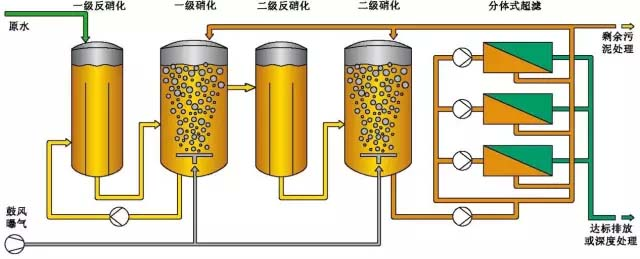 一级反硝化
一级硝化
二级反硝化
二级硝化
分体式超滤
原水
剩余污
泥处理
鼓风
曝气
达标排放
或深度处理